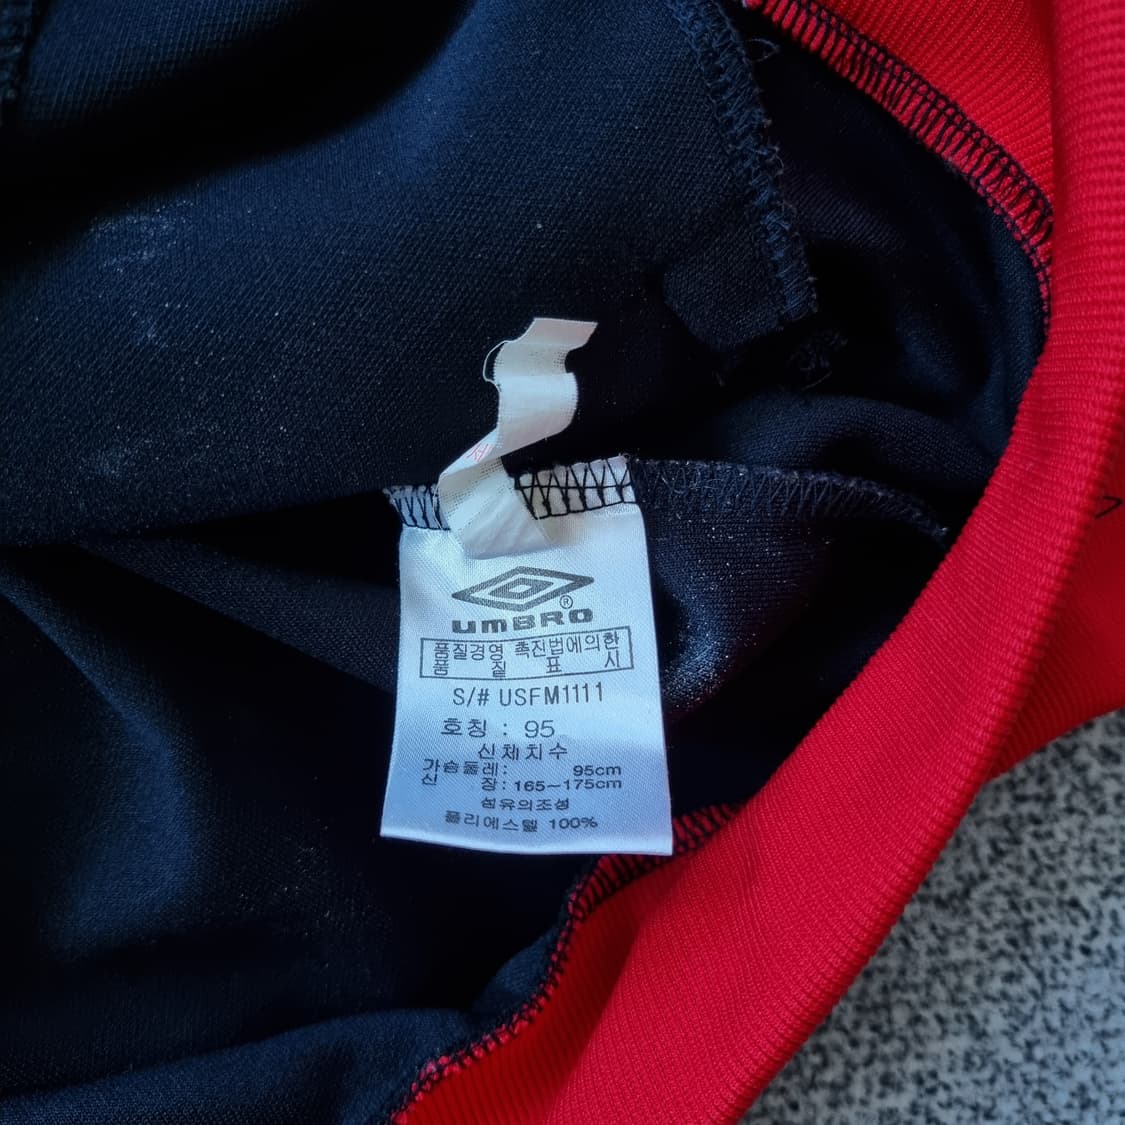 UMBRO®
품질경영 촉진법에의한
품 질 표 시
S/# USFM1111
호칭 : 95
신체치수
가슴둘레: 95cm
신 장: 165~175cm
섬유의조성
폴리에스텔 100%